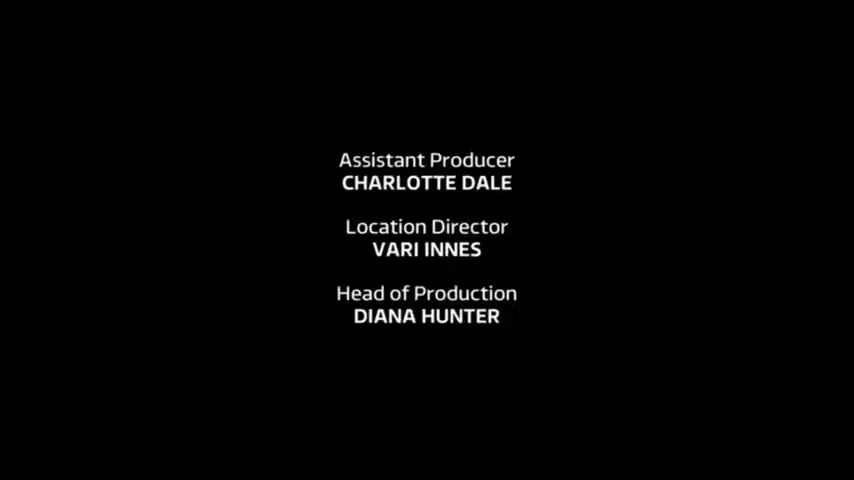 Assistant Producer
CHARLOTTE DALE
Location Director
VARI INNES
Head of Production
DIANA HUNTER